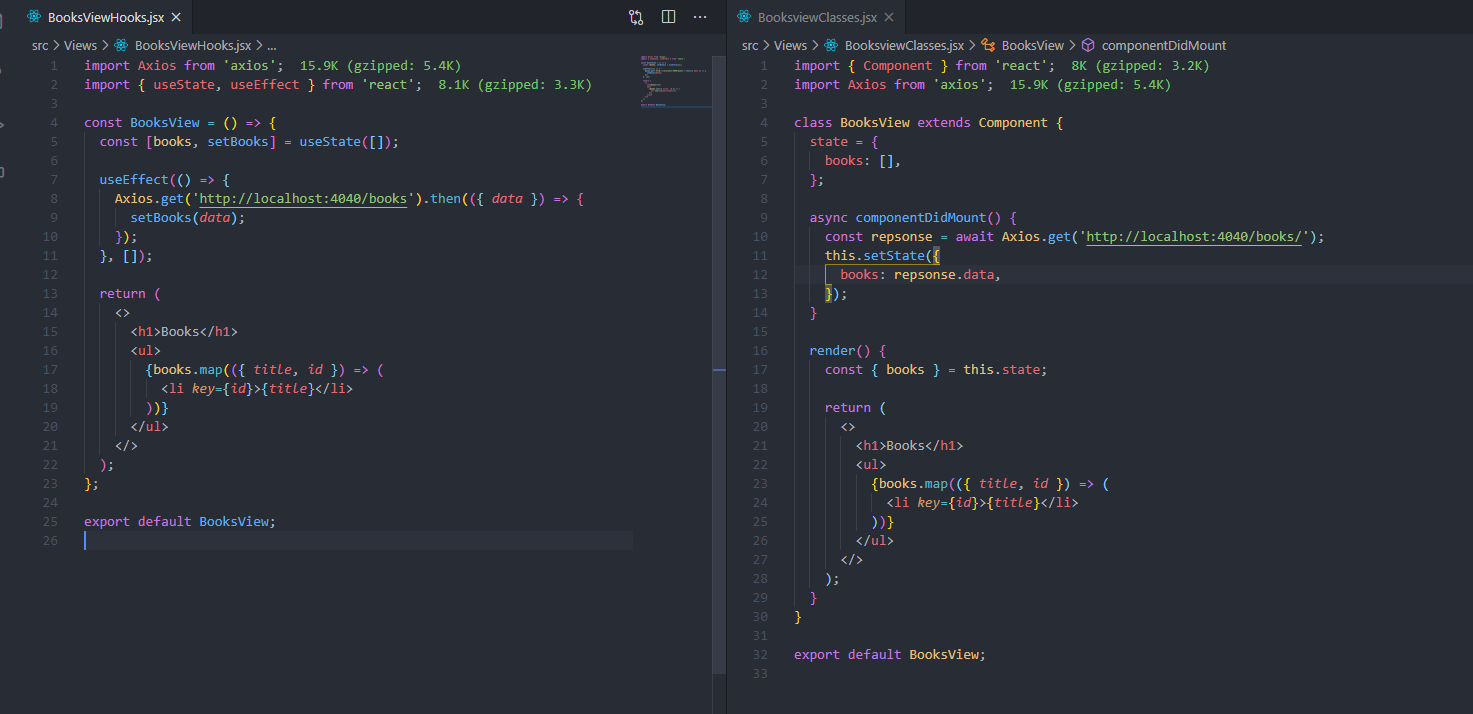 BooksViewHooks.jsx
src > Views > BooksViewHooks.jsx > ...
1 import Axios from 'axios'; 15.9K (gzipped: 5.4K)
2 import { useState, useEffect } from 'react'; 8.1K (gzipped: 3.3K)
3
4 const BooksView = () => {
5 const [books, setBooks] = useState([]);
6
7 useEffect(() => {
8 Axios.get('http://localhost:4040/books').then(({ data }) => {
9 setBooks(data);
10 });
11 }, []);
12
13 return (
14 <>
15 <h1>Books</h1>
16 <ul>
17 {books.map(({ title, id }) => (
18 <li key={id}>{title}</li>
19 ))}
20 </ul>
21 </>
22 );
23 };
24
25 export default BooksView;
26
BooksviewClasses.jsx
src > Views > BooksviewClasses.jsx > BooksView > componentDidMount
1 import { Component } from 'react'; 8K (gzipped: 3.2K)
2 import Axios from 'axios'; 15.9K (gzipped: 5.4K)
3
4 class BooksView extends Component {
5 state = {
6 books: [],
7 };
8
9 async componentDidMount() {
10 const repsonse = await Axios.get('http://localhost:4040/books/');
11 this.setState({
12 books: repsonse.data,
13 });
14 }
15
16 render() {
17 const { books } = this.state;
18
19 return (
20 <>
21 <h1>Books</h1>
22 <ul>
23 {books.map(({ title, id }) => (
24 <li key={id}>{title}</li>
25 ))}
26 </ul>
27 </>
28 );
29 }
30 }
31
32 export default BooksView;
33